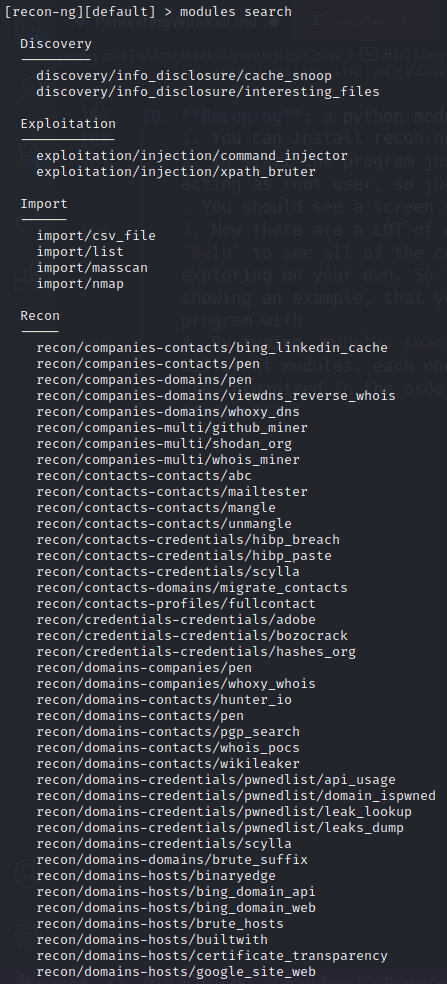 [recon-ng][default] > modules search
Discovery
discovery/info_disclosure/cache_snoop
discovery/info_disclosure/interesting_files
Exploitation
exploitation/injection/command_injector
exploitation/injection/xpath_bruter
Import
import/csv_file
import/list
import/masscan
import/nmap
Recon
recon/companies-contacts/bing_linkedin_cache
recon/companies-contacts/pen
recon/companies-domains/pen
recon/companies-domains/viewdns_reverse_whois
recon/companies-domains/whoxy_dns
recon/companies-multi/github_miner
recon/companies-multi/shodan_org
recon/companies-multi/whois_miner
recon/contacts-contacts/abc
recon/contacts-contacts/mailtester
recon/contacts-contacts/mangle
recon/contacts-contacts/unmangle
recon/contacts-credentials/hibp_breach
recon/contacts-credentials/hibp_paste
recon/contacts-credentials/scylla
recon/contacts-domains/migrate_contacts
recon/contacts-profiles/fullcontact
recon/credentials-credentials/adobe
recon/credentials-credentials/bozocrack
recon/credentials-credentials/hashes_org
recon/domains-companies/pen
recon/domains-companies/whoxy_whois
recon/domains-contacts/hunter_io
recon/domains-contacts/pen
recon/domains-contacts/pgp_search
recon/domains-contacts/whois_pocs
recon/domains-contacts/wikileaker
recon/domains-credentials/pwnedlist/api_usage
recon/domains-credentials/pwnedlist/domain_ispwned
recon/domains-credentials/pwnedlist/leak_lookup
recon/domains-credentials/pwnedlist/leaks_dump
recon/domains-credentials/scylla
recon/domains-domains/brute_suffix
recon/domains-hosts/binaryedge
recon/domains-hosts/bing_domain_api
recon/domains-hosts/bing_domain_web
recon/domains-hosts/brute_hosts
recon/domains-hosts/builtwith
recon/domains-hosts/certificate_transparency
recon/domains-hosts/google_site_web